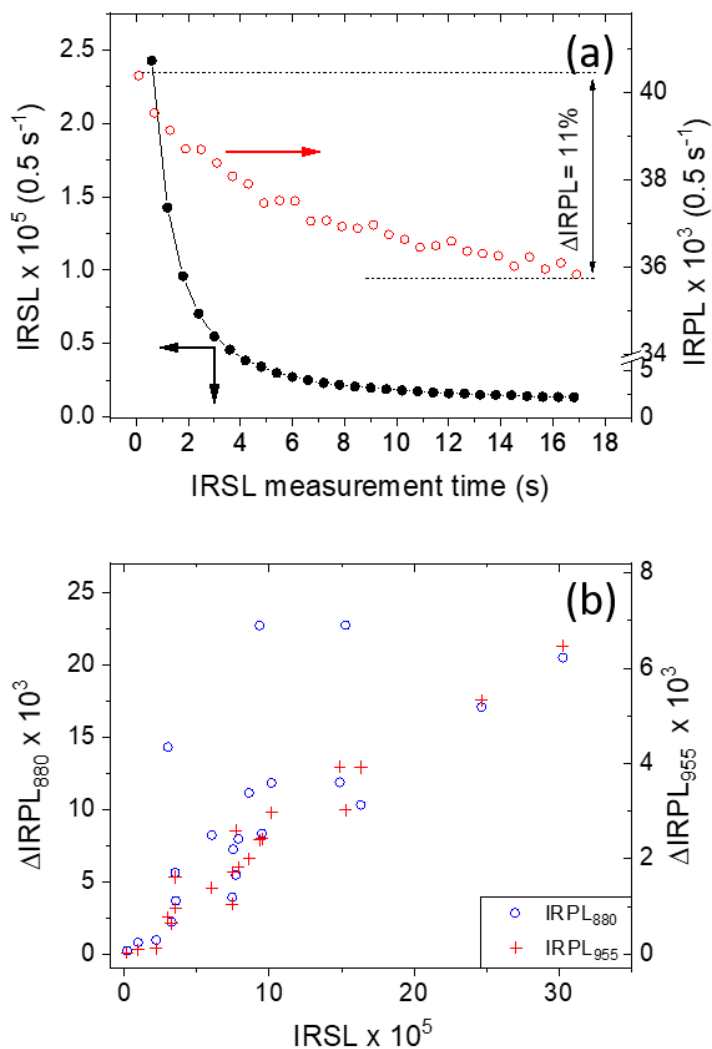 (a)
2.5
2.0
1.5
1.0
0.5
0.0
IRSL x 10⁵ (0.5 s⁻¹)
40
38
36
34
5
0
IRPL x 10³ (0.5 s⁻¹)
ΔIRPL= 11%
0 2 4 6 8 10 12 14 16 18
IRSL measurement time (s)
(b)
25
20
15
10
5
0
ΔIRPL₈₈₀ x 10³
8
6
4
2
0
ΔIRPL₉₅₅ x 10³
IRPL₈₈₀
IRPL₉₅₅
0 10 20 30
IRSL x 10⁵